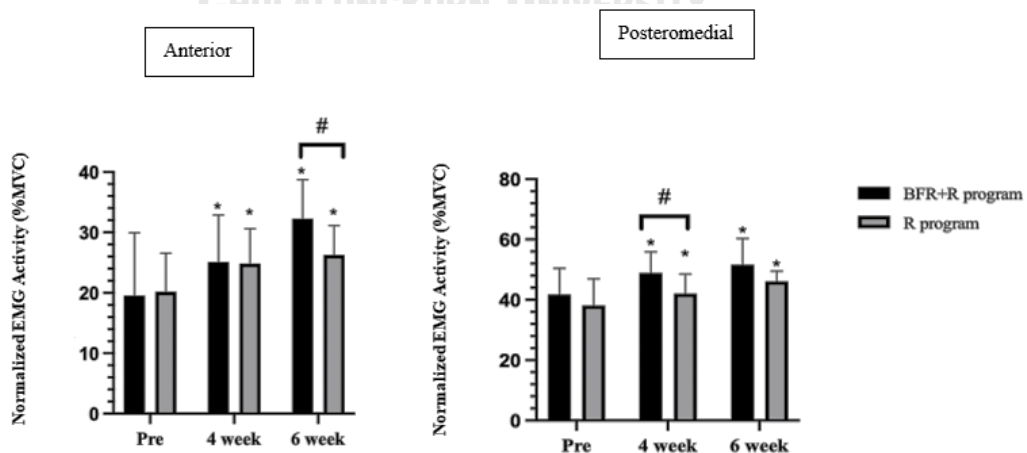 Anterior
Posteromedial
Normalized EMG Activity (%MVC)
40
30
20
10
0
*
*
*
*
#
Pre
4 week
6 week
Normalized EMG Activity (%MVC)
80
60
40
20
0
*
*
#
*
*
Pre
4 week
6 week
BFR+R program
R program